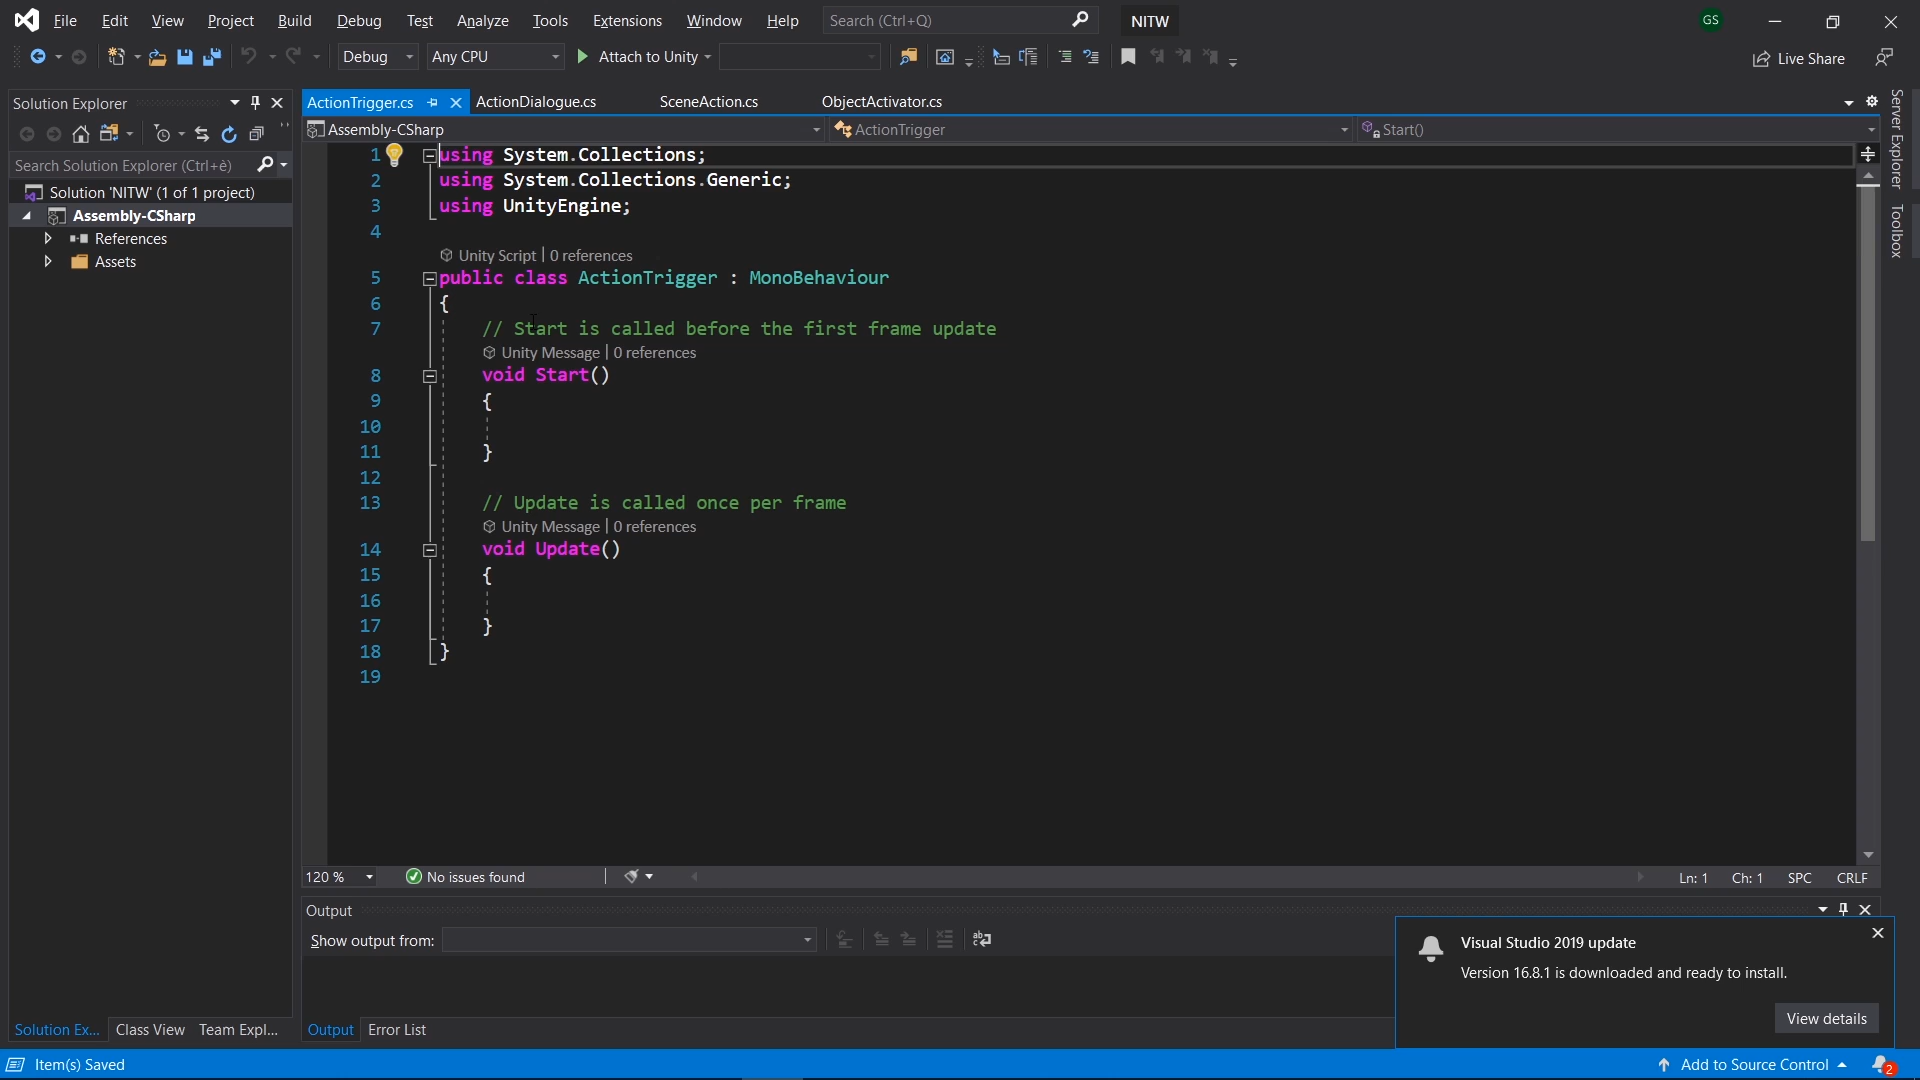 File Edit View Project Build Debug Test Analyze Tools Extensions Window Help Search (Ctrl+Q) NITW GS
Debug Any CPU Attach to Unity Live Share
Solution Explorer
Search Solution Explorer (Ctrl+è)
Solution 'NITW' (1 of 1 project)
Assembly-CSharp
References
Assets
ActionTrigger.cs ActionDialogue.cs SceneAction.cs ObjectActivator.cs
Assembly-CSharp ActionTrigger Start()
1 using System.Collections;
2 using System.Collections.Generic;
3 using UnityEngine;
4
Unity Script | 0 references
5 public class ActionTrigger : MonoBehaviour
6 {
7 // Start is called before the first frame update
Unity Message | 0 references
8 void Start()
9 {
10
11 }
12
13 // Update is called once per frame
Unity Message | 0 references
14 void Update()
15 {
16
17 }
18 }
19
120 % No issues found Ln: 1 Ch: 1 SPC CRLF
Output
Show output from:
Visual Studio 2019 update
Version 16.8.1 is downloaded and ready to install.
View details
Solution Ex... Class View Team Expl...
Output Error List
Item(s) Saved Add to Source Control 2
Server Explorer
Toolbox